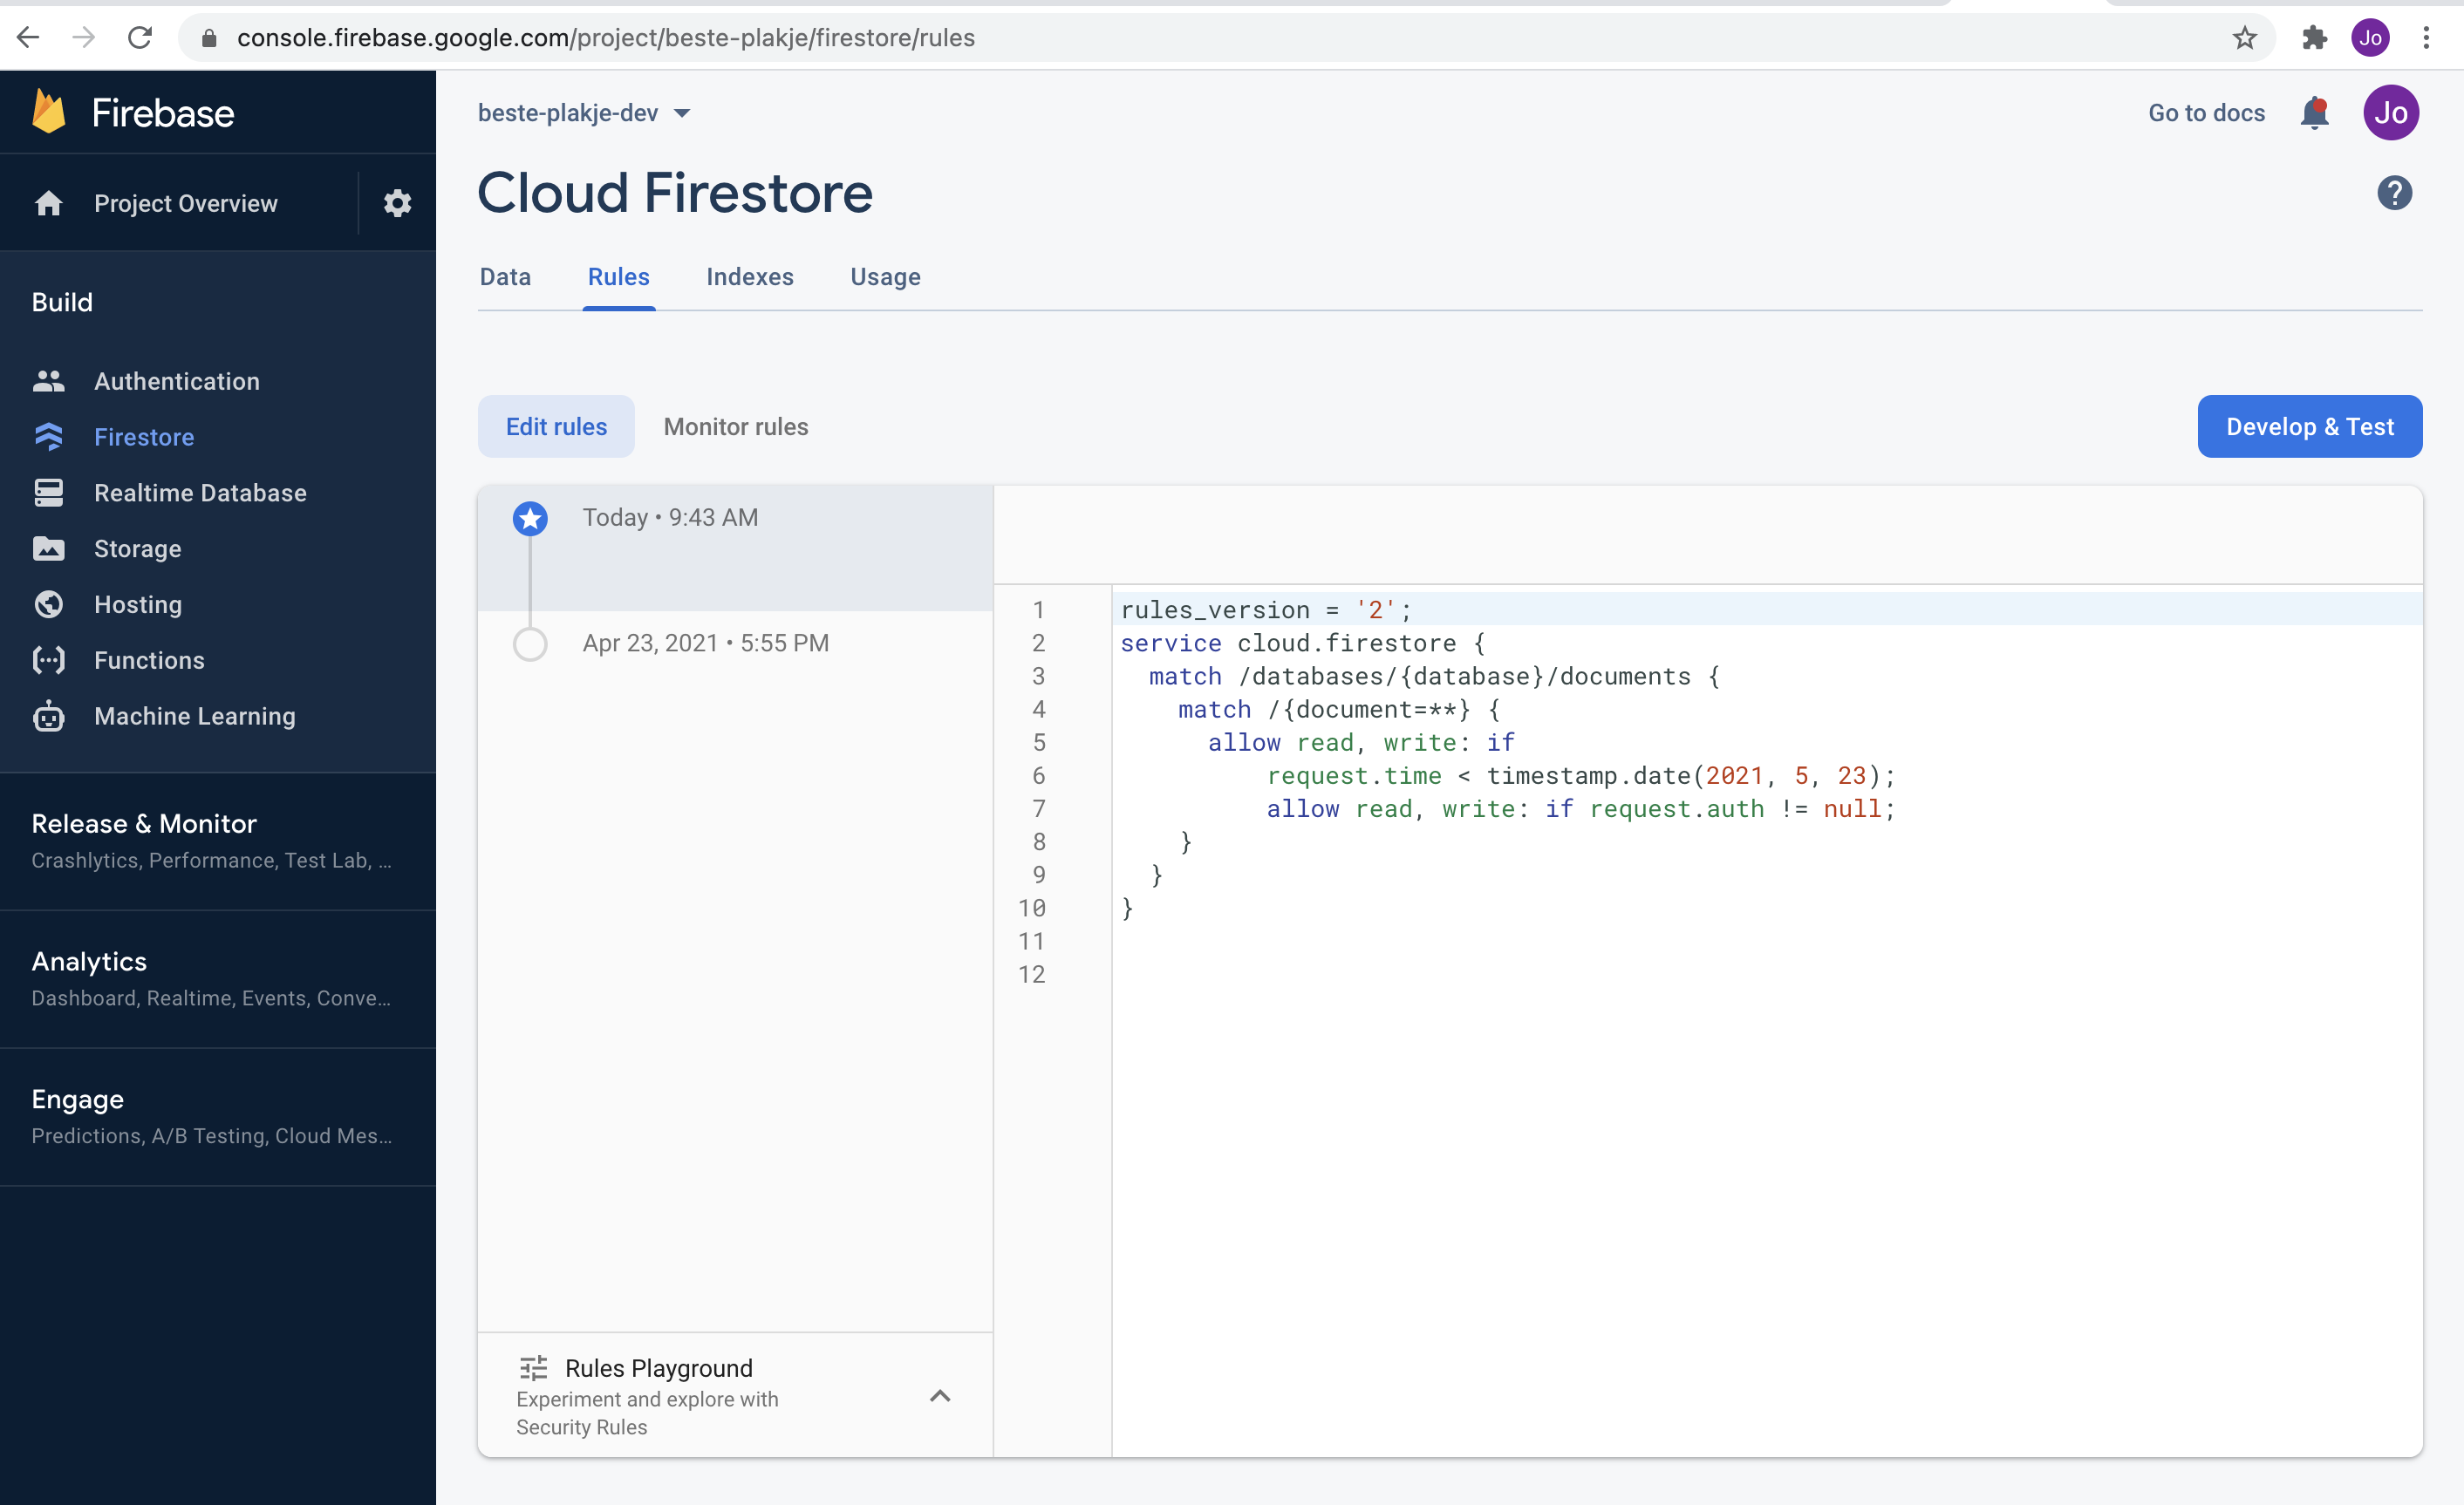 console.firebase.google.com/project/beste-plakje/firestore/rules
Jo
Firebase
Project Overview
Build
Authentication
Firestore
Realtime Database
Storage
Hosting
Functions
Machine Learning
Release & Monitor
Crashlytics, Performance, Test Lab, ...
Analytics
Dashboard, Realtime, Events, Conve...
Engage
Predictions, A/B Testing, Cloud Mes...
beste-plakje-dev
Go to docs
Jo
Cloud Firestore
?
Data Rules Indexes Usage
Edit rules Monitor rules
Develop & Test
Today • 9:43 AM
Apr 23, 2021 • 5:55 PM
Rules Playground
Experiment and explore with
Security Rules
1 rules_version = '2';
2 service cloud.firestore {
3 match /databases/{database}/documents {
4 match /{document=**} {
5 allow read, write: if
6 request.time < timestamp.date(2021, 5, 23);
7 allow read, write: if request.auth != null;
8 }
9 }
10 }
11
12